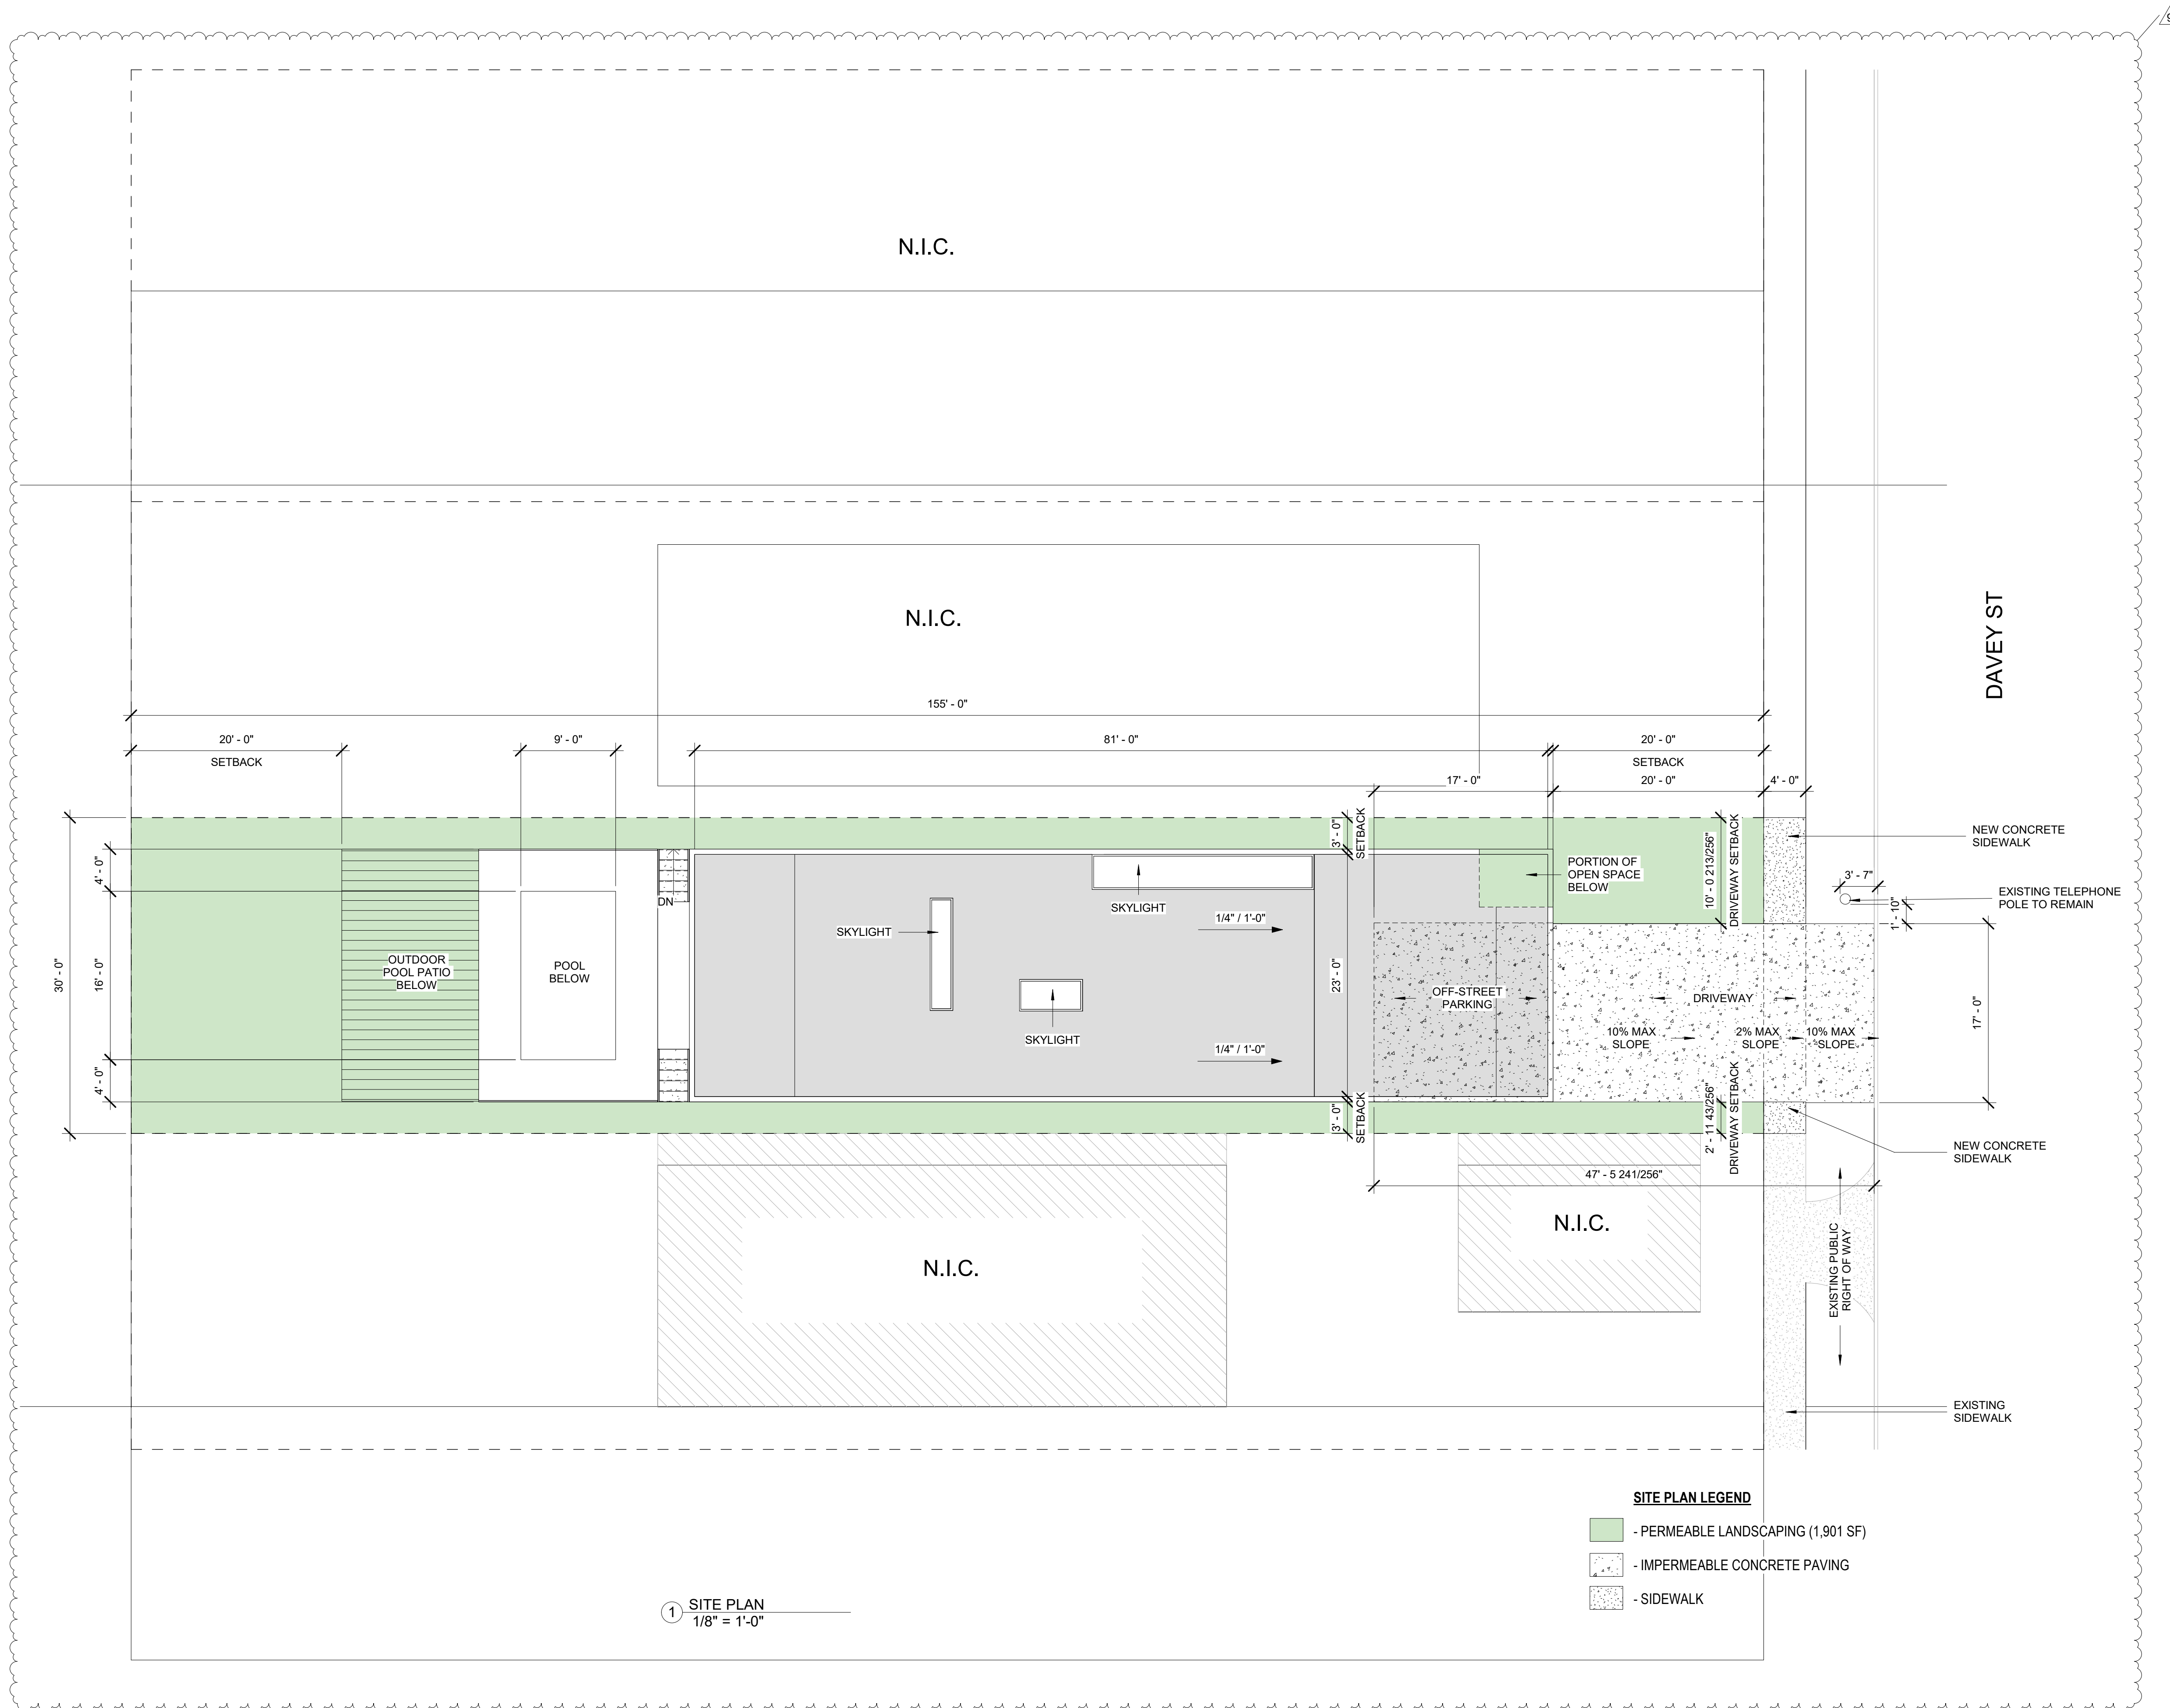 9
N.I.C.
N.I.C.
DAVEY ST
155' - 0"
20' - 0"
SETBACK
9' - 0"
81' - 0"
20' - 0"
SETBACK
17' - 0"
20' - 0"
4' - 0"
3' - 0"
SETBACK
10' - 0 213/256"
DRIVEWAY SETBACK
NEW CONCRETE
SIDEWALK
PORTION OF
OPEN SPACE
BELOW
3' - 7"
EXISTING TELEPHONE
POLE TO REMAIN
1' - 10"
4' - 0"
DN
SKYLIGHT
SKYLIGHT
1/4" / 1'-0"
30' - 0"
16' - 0"
OUTDOOR
POOL PATIO
BELOW
POOL
BELOW
23' - 0"
OFF-STREET
PARKING
DRIVEWAY
17' - 0"
SKYLIGHT
1/4" / 1'-0"
10% MAX
SLOPE
2% MAX
SLOPE
10% MAX
SLOPE
4' - 0"
3' - 0"
SETBACK
2' - 11 43/256"
DRIVEWAY SETBACK
NEW CONCRETE
SIDEWALK
47' - 5 241/256"
N.I.C.
N.I.C.
EXISTING PUBLIC
RIGHT OF WAY
EXISTING
SIDEWALK
SITE PLAN LEGEND
- PERMEABLE LANDSCAPING (1,901 SF)
- IMPERMEABLE CONCRETE PAVING
- SIDEWALK
1 SITE PLAN
1/8" = 1'-0"